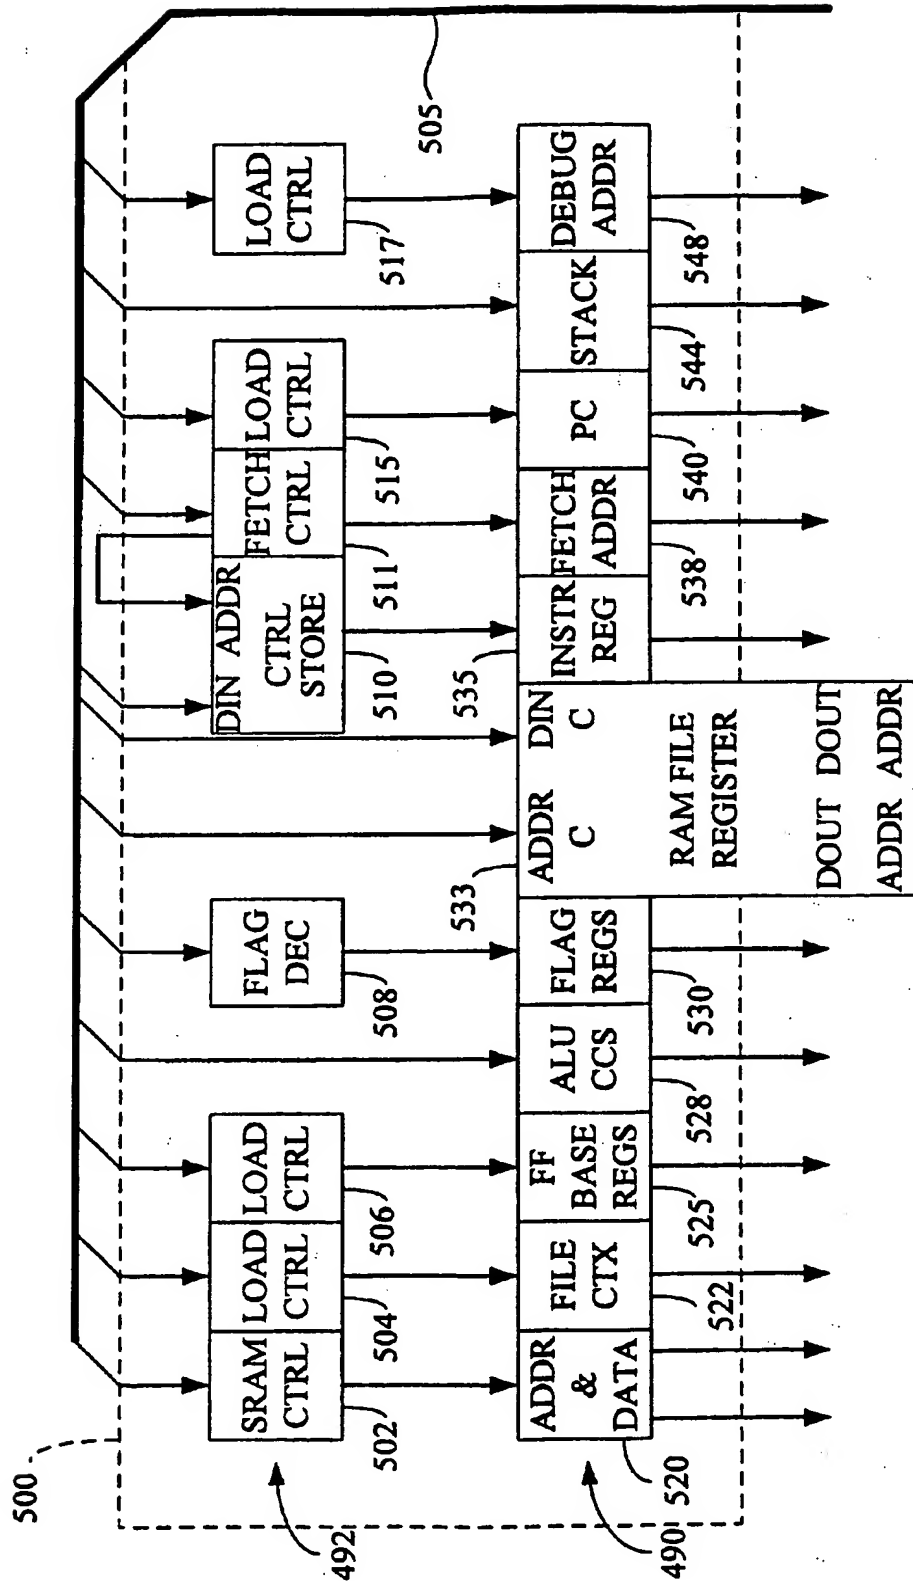 500
505
SRAM
CTRL
LOAD
CTRL
LOAD
CTRL
FLAG
DEC
DIN ADDR
CTRL
STORE
FETCH
CTRL
LOAD
CTRL
LOAD
CTRL
492
502
504
506
508
510
511
515
517
ADDR
&
DATA
FILE
CTX
FF
BASE
REGS
ALU
CCS
FLAG
REGS
533
ADDR DIN
C C
RAM FILE
REGISTER
DOUT DOUT
ADDR ADDR
535
INSTR
REG
FETCH
ADDR
PC
STACK
DEBUG
ADDR
490
520
522
525
528
530
538
540
544
548